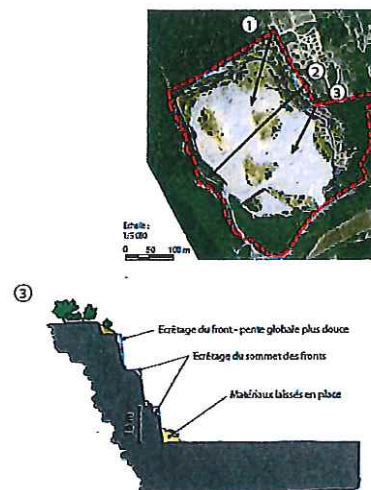 1
2
3
Echelle :
1:5 000
0 50 100 m
3
Ecrêtage du front - pente globale plus douce
Ecrêtage du sommet des fronts
Matériaux laissés en place